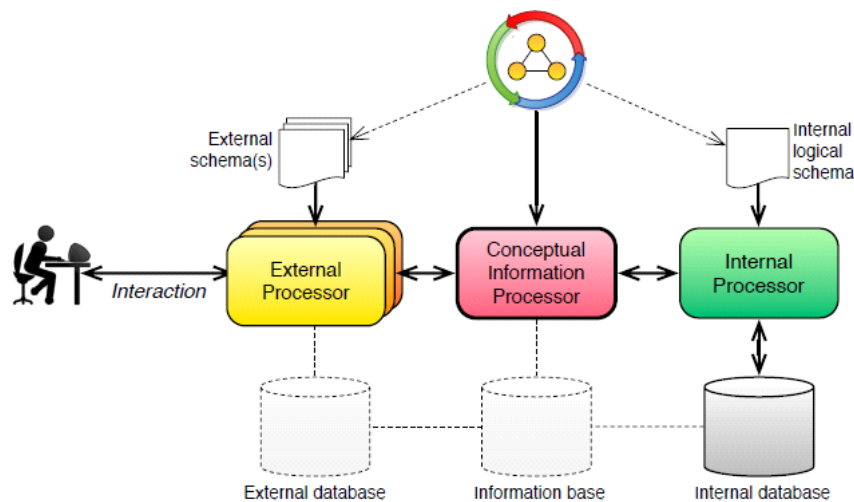 External
schema(s)
Internal
logical
schema
Interaction
External
Processor
Conceptual
Information
Processor
Internal
Processor
External database
Information base
Internal database